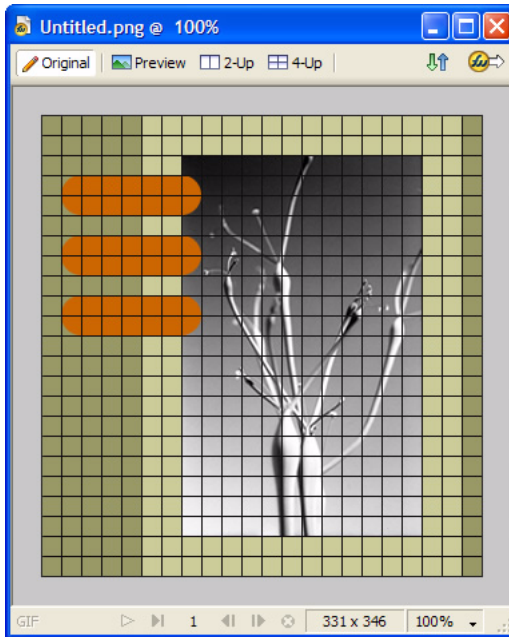 Untitled.png @ 100%
Original Preview 2-Up 4-Up
GIF 1 331 x 346 100%